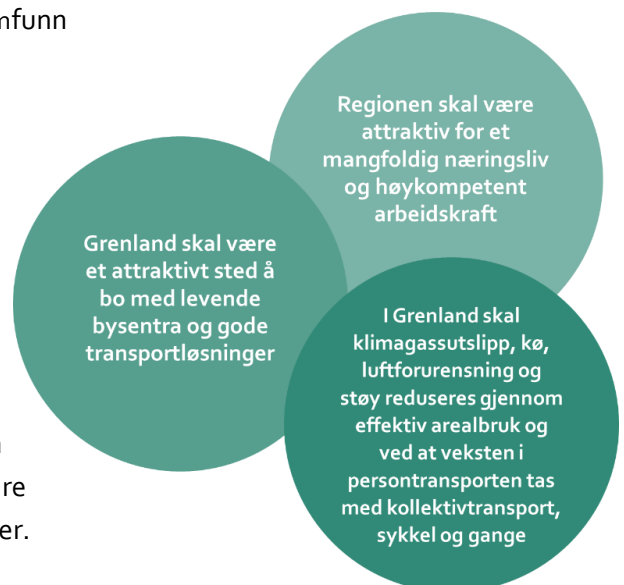 mfunn
Regionen skal være
attraktiv for et
mangfoldig næringsliv
og høykompetent
arbeidskraft
Grenland skal være
et attraktivt sted å
bo med levende
bysentra og gode
transportløsninger
I Grenland skal
klimagassutslipp, kø,
luftforurensning og
støy reduseres gjennom
effektiv arealbruk og
ved at veksten i
persontransporten tas
med kollektivtransport,
sykkel og gange
re
er.